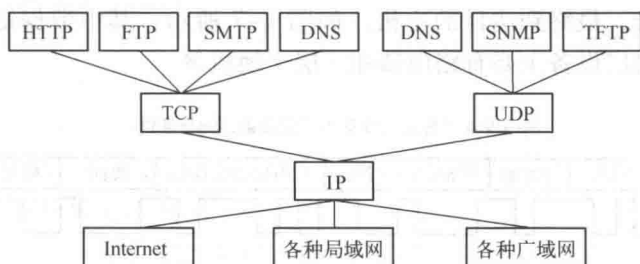 HTTP FTP SMTP DNS DNS SNMP TFTP
TCP UDP
IP
Internet 各种局域网 各种广域网